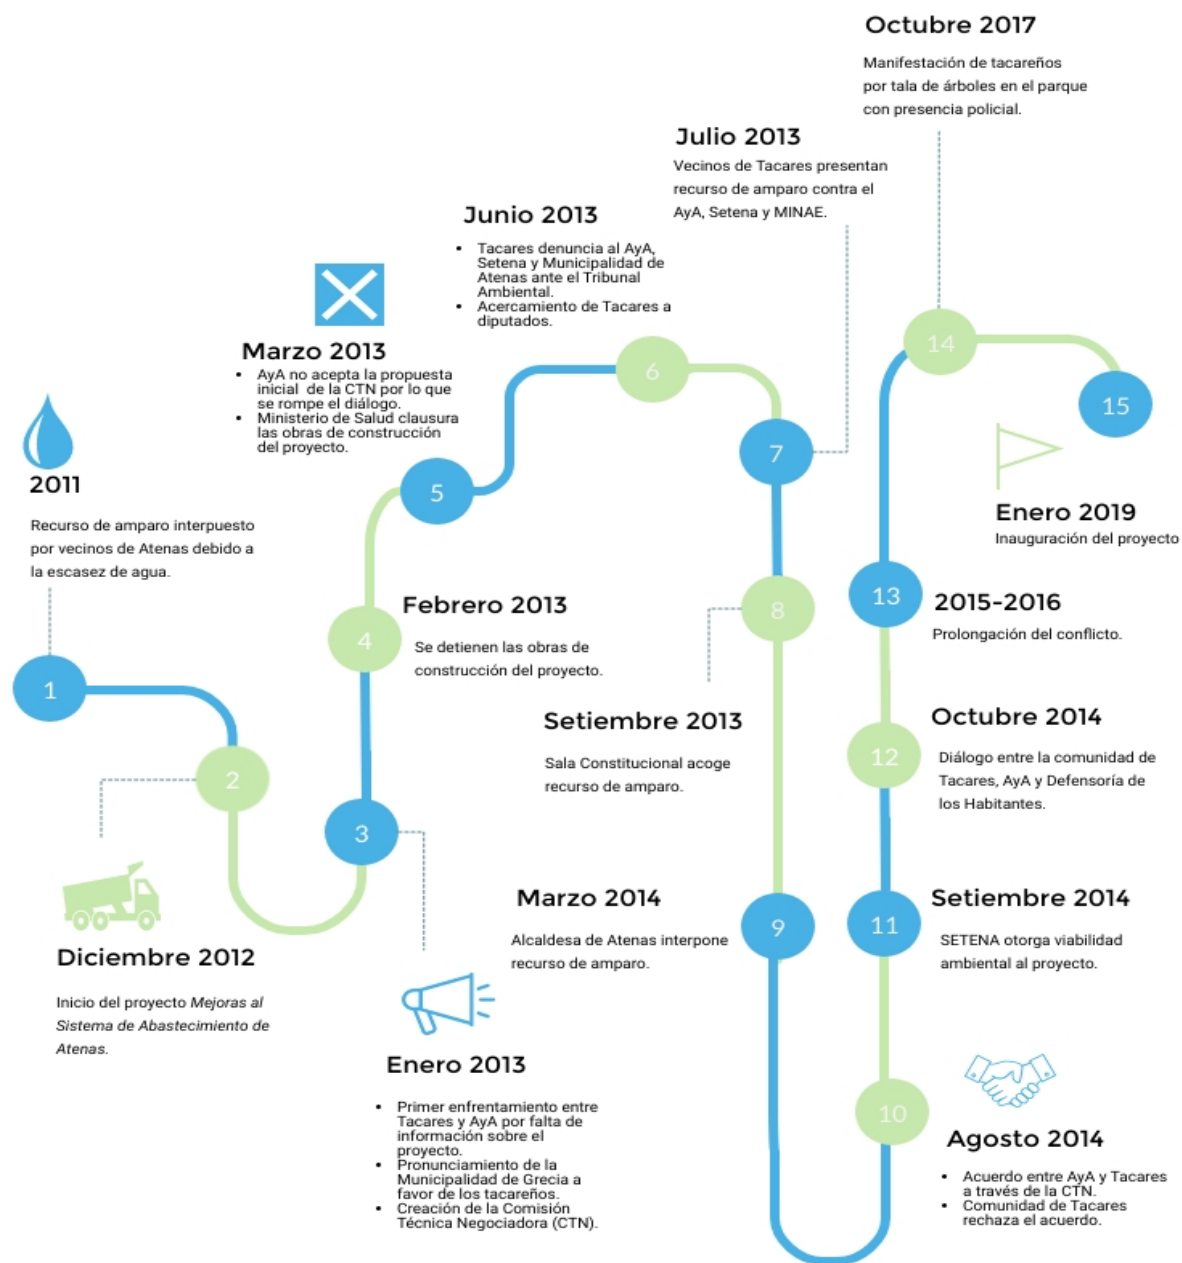 2011
Recurso de amparo interpuesto
por vecinos de Atenas debido a
la escasez de agua.
1
2
Diciembre 2012
Inicio del proyecto Mejoras al
Sistema de Abastecimiento de
Atenas.
3
Enero 2013
• Primer enfrentamiento entre
Tacares y AyA por falta de
información sobre el
proyecto.
• Pronunciamiento de la
Municipalidad de Grecia a
favor de los tacareños.
• Creación de la Comisión
Técnica Negociadora (CTN).
4
Febrero 2013
Se detienen las obras de
construcción del proyecto.
5
Marzo 2013
• AyA no acepta la propuesta
inicial de la CTN por lo que
se rompe el diálogo.
• Ministerio de Salud clausura
las obras de construcción
del proyecto.
6
Junio 2013
• Tacares denuncia al AyA,
Setena y Municipalidad de
Atenas ante el Tribunal
Ambiental.
• Acercamiento de Tacares a
diputados.
7
Julio 2013
Vecinos de Tacares presentan
recurso de amparo contra el
AyA, Setena y MINAE.
8
Setiembre 2013
Sala Constitucional acoge
recurso de amparo.
9
Marzo 2014
Alcaldesa de Atenas interpone
recurso de amparo.
10
Agosto 2014
• Acuerdo entre AyA y Tacares
a través de la CTN.
• Comunidad de Tacares
rechaza el acuerdo.
11
Setiembre 2014
SETENA otorga viabilidad
ambiental al proyecto.
12
Octubre 2014
Diálogo entre la comunidad de
Tacares, AyA y Defensoría de
los Habitantes.
13
2015-2016
Prolongación del conflicto.
14
Octubre 2017
Manifestación de tacareños
por tala de árboles en el parque
con presencia policial.
15
Enero 2019
Inauguración del proyecto